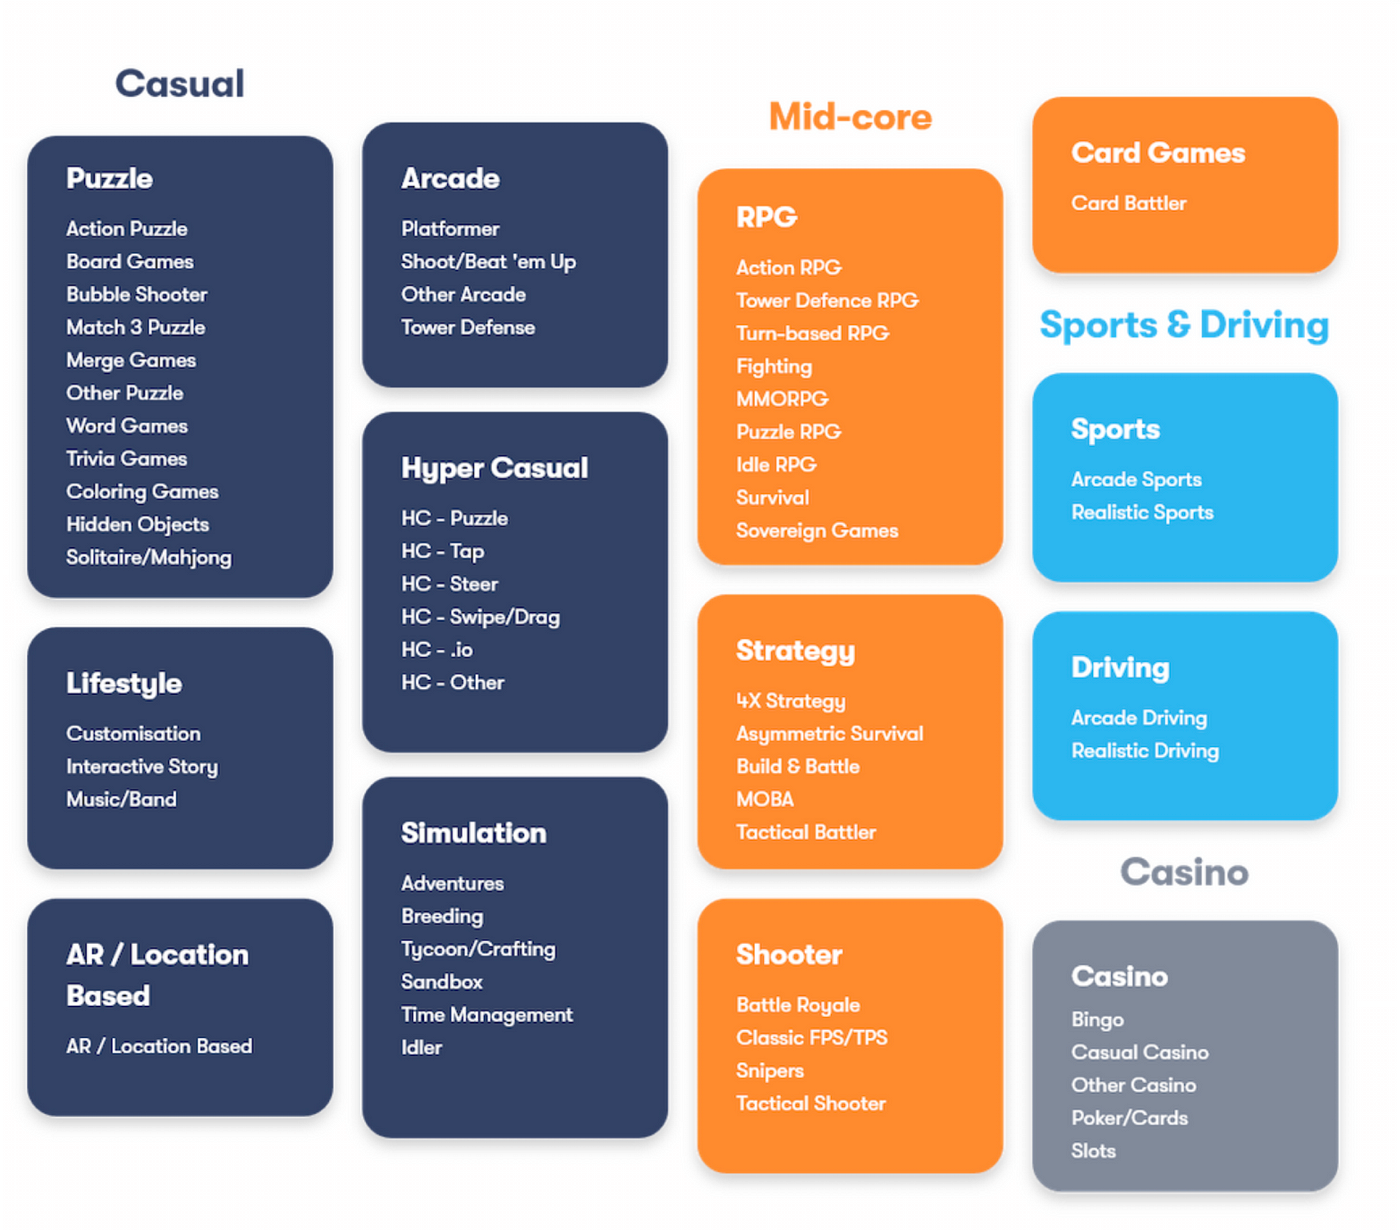 Casual
Puzzle
Action Puzzle
Board Games
Bubble Shooter
Match 3 Puzzle
Merge Games
Other Puzzle
Word Games
Trivia Games
Coloring Games
Hidden Objects
Solitaire/Mahjong
Lifestyle
Customisation
Interactive Story
Music/Band
AR / Location
Based
AR / Location Based
Arcade
Platformer
Shoot/Beat 'em Up
Other Arcade
Tower Defense
Hyper Casual
HC - Puzzle
HC - Tap
HC - Steer
HC - Swipe/Drag
HC - .io
HC - Other
Simulation
Adventures
Breeding
Tycoon/Crafting
Sandbox
Time Management
Idler
Mid-core
RPG
Action RPG
Tower Defence RPG
Turn-based RPG
Fighting
MMORPG
Puzzle RPG
Idle RPG
Survival
Sovereign Games
Strategy
4X Strategy
Asymmetric Survival
Build & Battle
MOBA
Tactical Battler
Shooter
Battle Royale
Classic FPS/TPS
Snipers
Tactical Shooter
Card Games
Card Battler
Sports & Driving
Sports
Arcade Sports
Realistic Sports
Driving
Arcade Driving
Realistic Driving
Casino
Casino
Bingo
Casual Casino
Other Casino
Poker/Cards
Slots